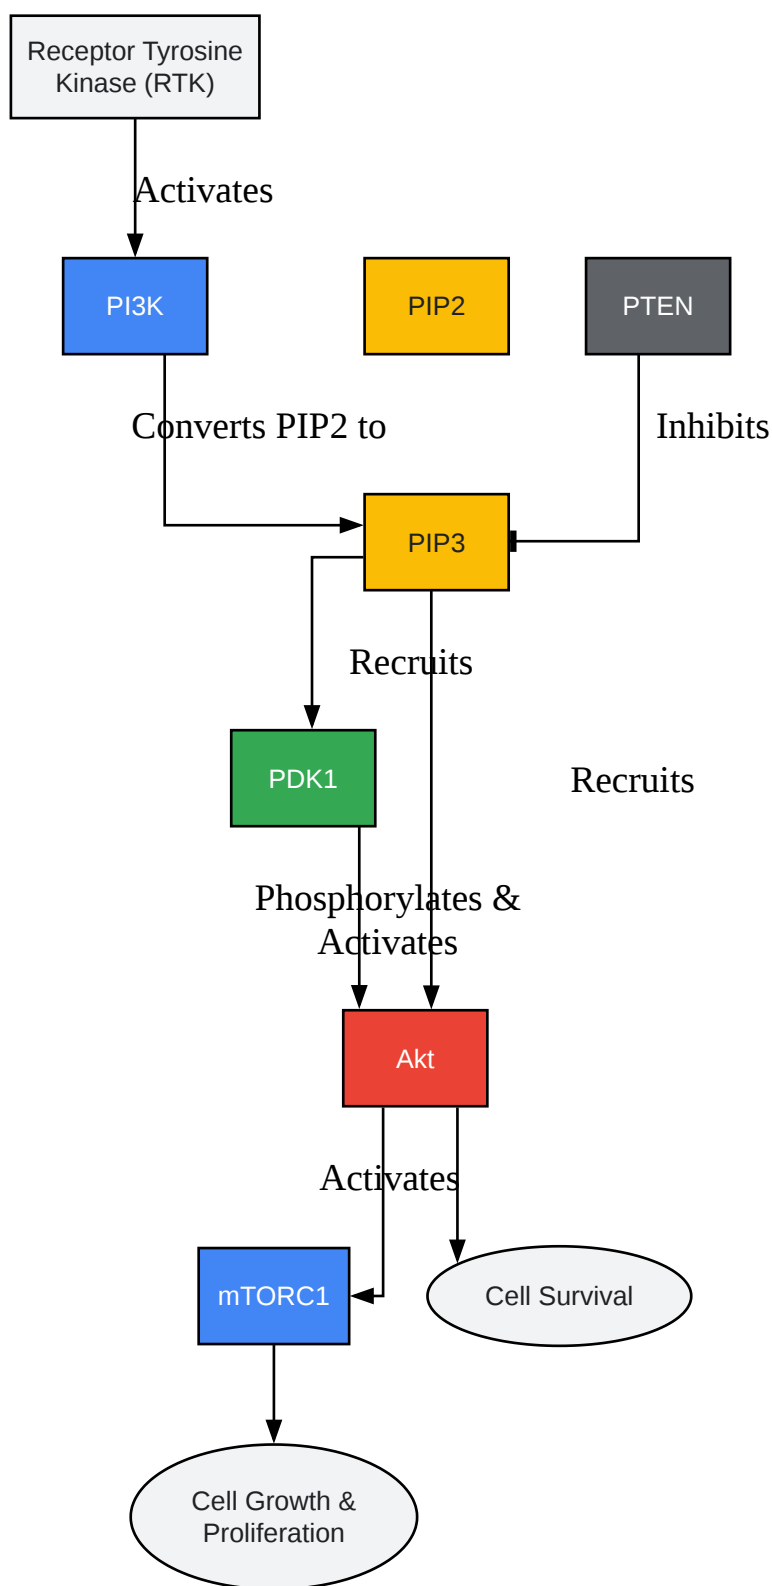 Receptor Tyrosine
Kinase (RTK)
Activates
PI3K
PIP2
PTEN
Converts PIP2 to
Inhibits
PIP3
Recruits
PDK1
Recruits
Phosphorylates &
Activates
Akt
Activates
mTORC1
Cell Survival
Cell Growth &
Proliferation